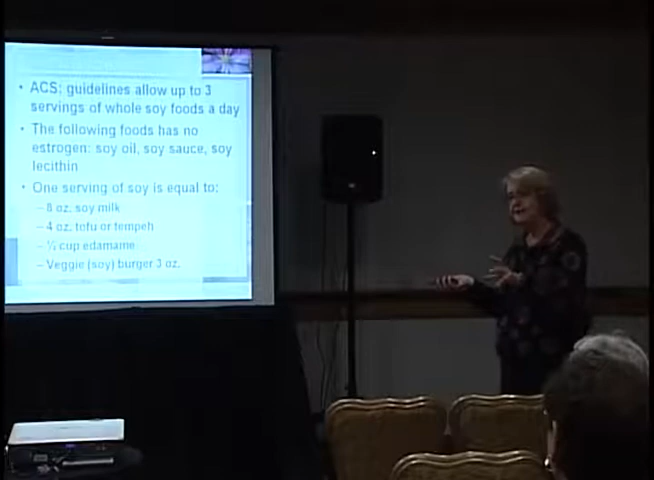 • ACS: guidelines allow up to 3
servings of whole soy foods a day
• The following foods has no
estrogen: soy oil, soy sauce, soy
lecithin
• One serving of soy is equal to:
– 8 oz. soy milk
– 4 oz. tofu or tempeh
– ½ cup edamame
– Veggie (soy) burger 3 oz.